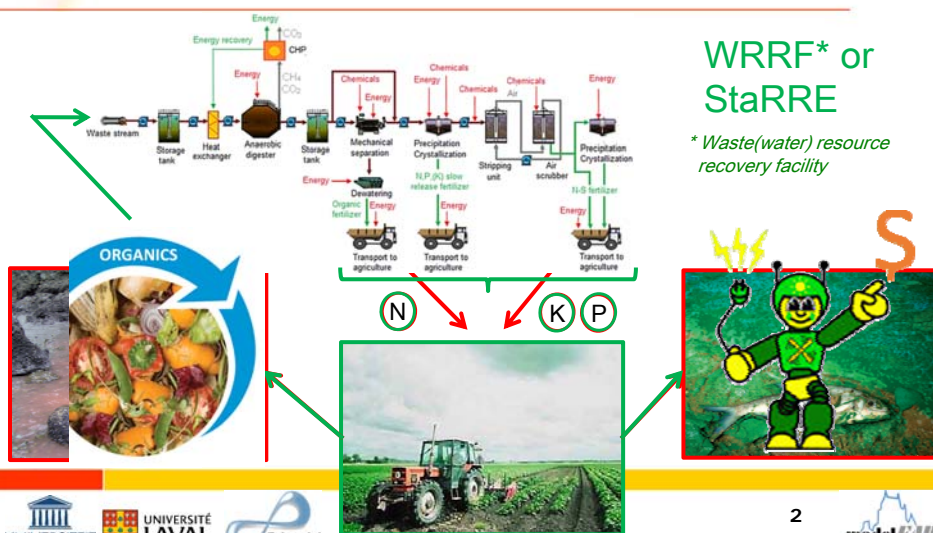 Energy
CO₂
Energy recovery
CHP
Energy
CH₄
CO₂
Chemicals
Energy
Chemicals
Energy
Chemicals
Air
Chemicals
Energy
Waste stream
Storage
tank
Heat
exchanger
Anaerobic
digester
Storage
tank
Mechanical
separation
Precipitation
Crystallization
Stripping
unit
Air
scrubber
Precipitation
Crystallization
Energy
Dewatering
Organic
fertilizer
Energy
N,P,(K) slow
release fertilizer
Energy
N-S fertilizer
Energy
Transport to
agriculture
Transport to
agriculture
Transport to
agriculture
WRRF* or
StaRRE
* Waste(water) resource
recovery facility
ORGANICS
N
K
P
$
UNIVERSITÉ
LAVAL
2